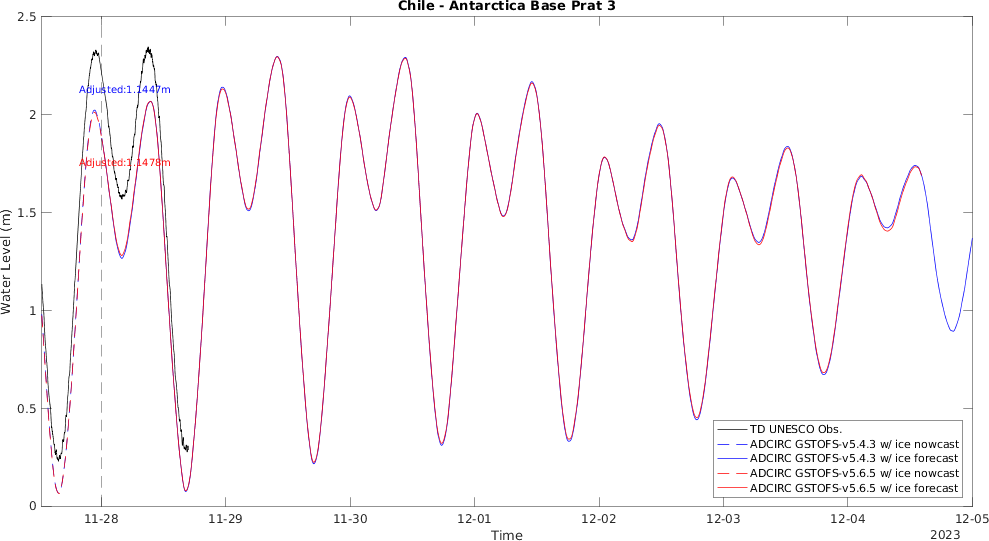 Chile - Antarctica Base Prat 3
2.5
2
1.5
1
0.5
0
Water Level (m)
Adjusted:1.1447m
Adjusted:1.1478m
TD UNESCO Obs.
ADCIRC GSTOFS-v5.4.3 w/ ice nowcast
ADCIRC GSTOFS-v5.4.3 w/ ice forecast
ADCIRC GSTOFS-v5.6.5 w/ ice nowcast
ADCIRC GSTOFS-v5.6.5 w/ ice forecast
11-28 11-29 11-30 12-01 12-02 12-03 12-04 12-05
Time
2023